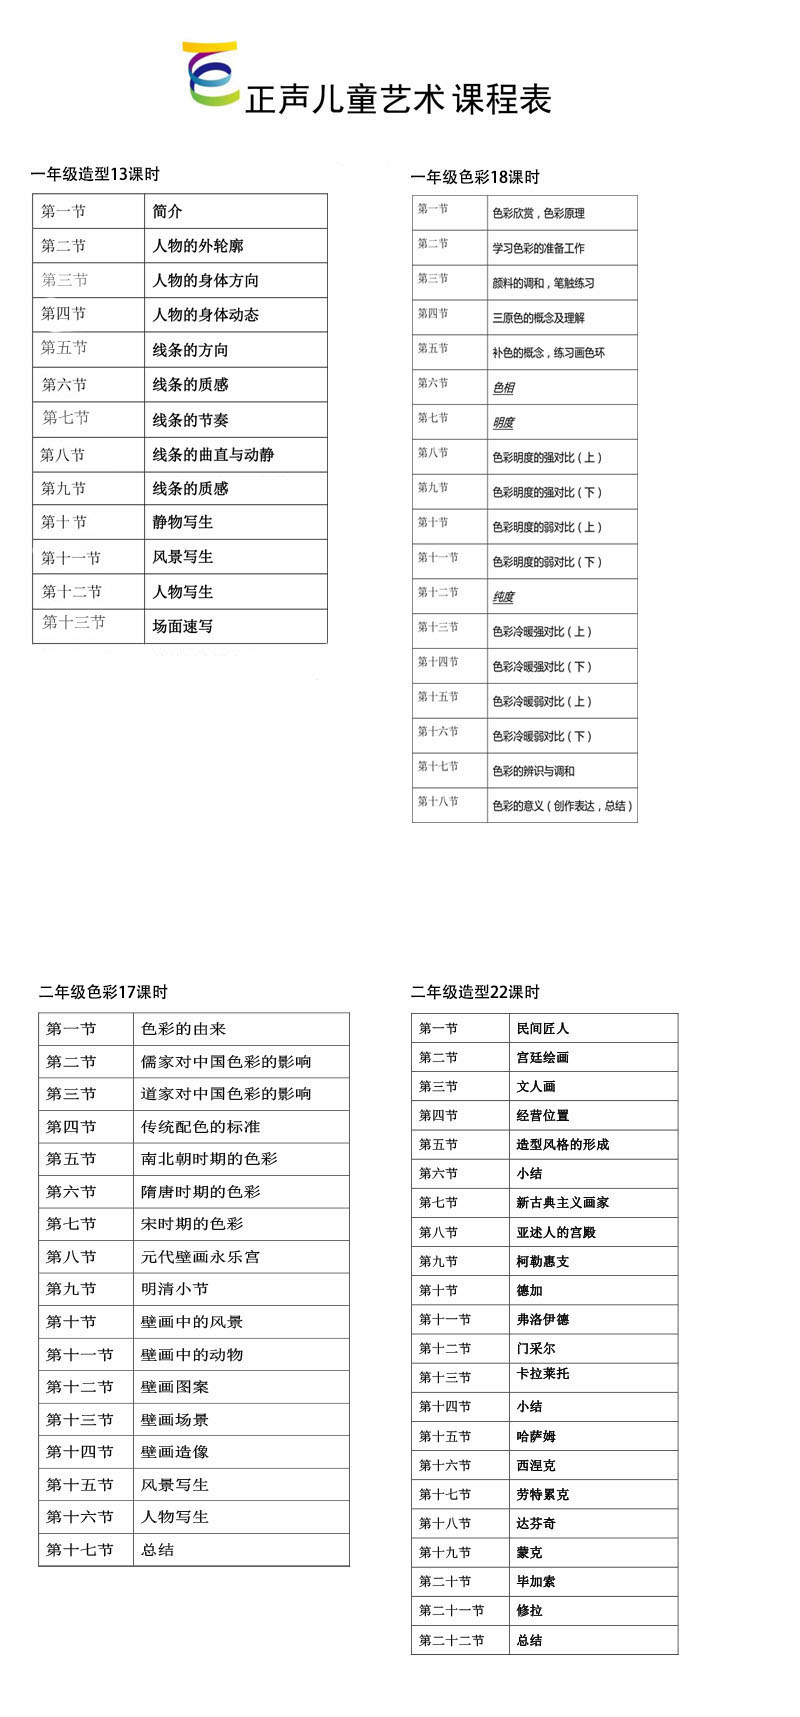 正声儿童艺术 课程表
一年级造型13课时
第一节 简介
第二节 人物的外轮廓
第三节 人物的身体方向
第四节 人物的身体动态
第五节 线条的方向
第六节 线条的质感
第七节 线条的节奏
第八节 线条的曲直与动静
第九节 线条的质感
第十节 静物写生
第十一节 风景写生
第十二节 人物写生
第十三节 场面速写
一年级色彩18课时
第一节 色彩欣赏，色彩原理
第二节 学习色彩的准备工作
第三节 颜料的调和，笔触练习
第四节 三原色的概念及理解
第五节 补色的概念，练习画色环
第六节 色相
第七节 明度
第八节 色彩明度的强对比（上）
第九节 色彩明度的强对比（下）
第十节 色彩明度的弱对比（上）
第十一节 色彩明度的弱对比（下）
第十二节 纯度
第十三节 色彩冷暖强对比（上）
第十四节 色彩冷暖强对比（下）
第十五节 色彩冷暖弱对比（上）
第十六节 色彩冷暖弱对比（下）
第十七节 色彩的辨识与调和
第十八节 色彩的意义（创作表达，总结）
二年级色彩17课时
第一节 色彩的由来
第二节 儒家对中国色彩的影响
第三节 道家对中国色彩的影响
第四节 传统配色的标准
第五节 南北朝时期的色彩
第六节 隋唐时期的色彩
第七节 宋时期的色彩
第八节 元代壁画永乐宫
第九节 明清小节
第十节 壁画中的风景
第十一节 壁画中的动物
第十二节 壁画图案
第十三节 壁画场景
第十四节 壁画造像
第十五节 风景写生
第十六节 人物写生
第十七节 总结
二年级造型22课时
第一节 民间匠人
第二节 宫廷绘画
第三节 文人画
第四节 经营位置
第五节 造型风格的形成
第六节 小结
第七节 新古典主义画家
第八节 亚述人的宫殿
第九节 柯勒惠支
第十节 德加
第十一节 弗洛伊德
第十二节 门采尔
第十三节 卡拉莱托
第十四节 小结
第十五节 哈萨姆
第十六节 西涅克
第十七节 劳特累克
第十八节 达芬奇
第十九节 蒙克
第二十节 毕加索
第二十一节 修拉
第二十二节 总结